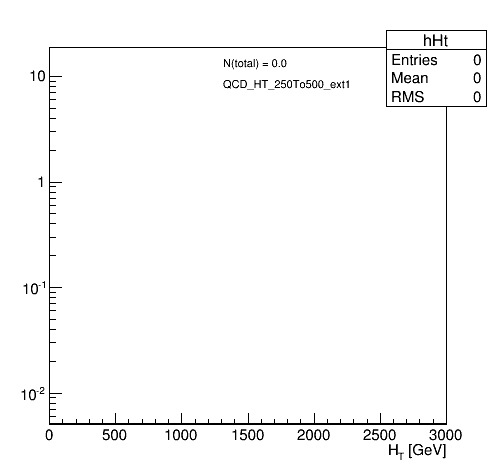 hHt
Entries 0
Mean 0
RMS 0
N(total) = 0.0
QCD_HT_250To500_ext1
10
1
10^-1
10^-2
0 500 1000 1500 2000 2500 3000
H_T [GeV]